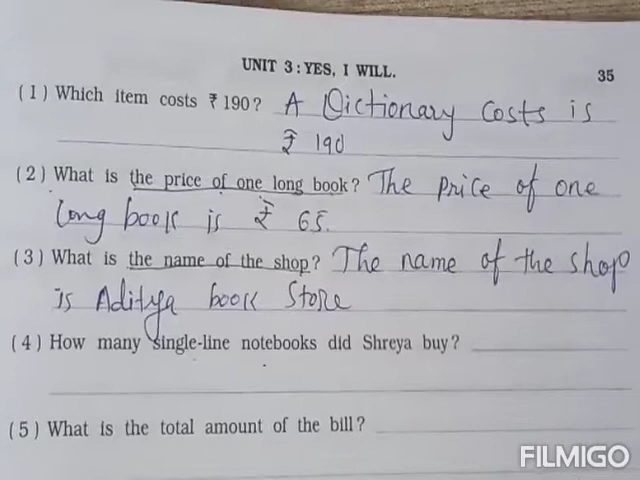 UNIT 3 : YES, I WILL.
35
(1) Which item costs ₹ 190? A Dictionary costs is
₹ 190
(2) What is the price of one long book? The price of one
long book is ₹ 65.
(3) What is the name of the shop? The name of the shop
is Aditya book Store
(4) How many single-line notebooks did Shreya buy?
(5) What is the total amount of the bill?
FILMIGO